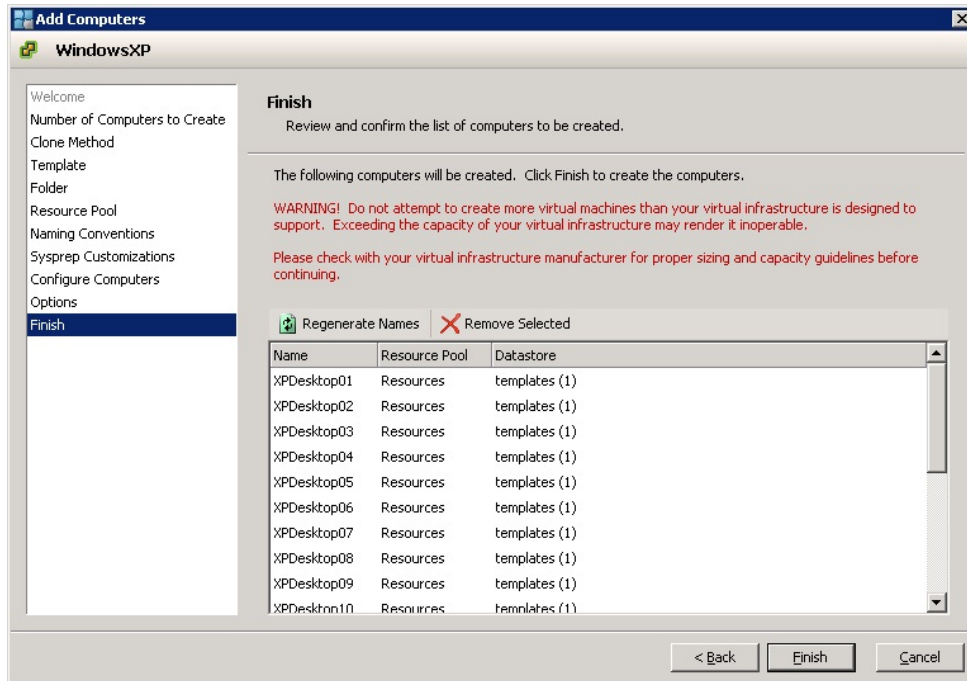 Add Computers
WindowsXP
Welcome
Number of Computers to Create
Clone Method
Template
Folder
Resource Pool
Naming Conventions
Sysprep Customizations
Configure Computers
Options
Finish
Finish
Review and confirm the list of computers to be created.
The following computers will be created. Click Finish to create the computers.
WARNING! Do not attempt to create more virtual machines than your virtual infrastructure is designed to
support. Exceeding the capacity of your virtual infrastructure may render it inoperable.
Please check with your virtual infrastructure manufacturer for proper sizing and capacity guidelines before
continuing.
Regenerate Names Remove Selected
Name Resource Pool Datastore
XPDesktop01 Resources templates (1)
XPDesktop02 Resources templates (1)
XPDesktop03 Resources templates (1)
XPDesktop04 Resources templates (1)
XPDesktop05 Resources templates (1)
XPDesktop06 Resources templates (1)
XPDesktop07 Resources templates (1)
XPDesktop08 Resources templates (1)
XPDesktop09 Resources templates (1)
XPDesktop10 Resources templates (1)
< Back Finish Cancel